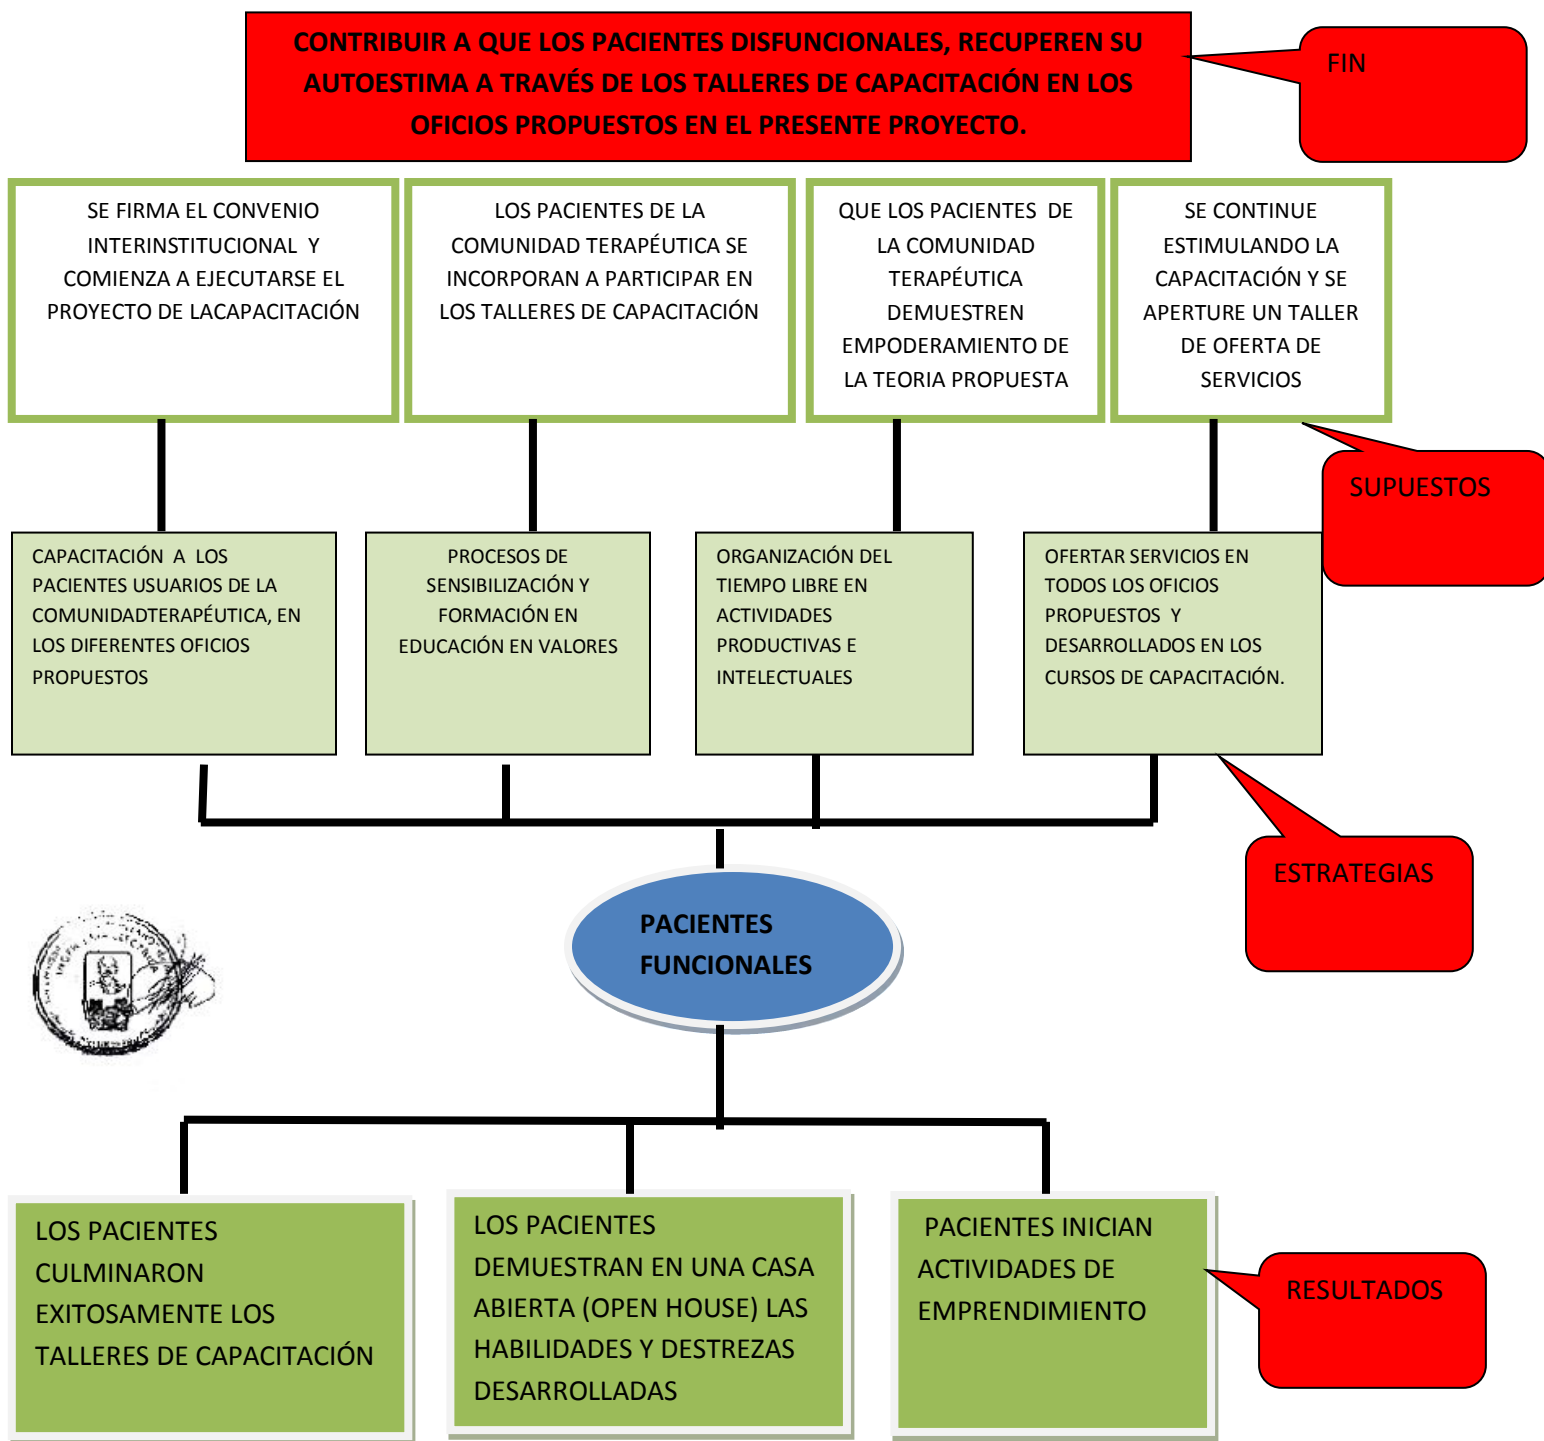 CONTRIBUIR A QUE LOS PACIENTES DISFUNCIONALES, RECUPEREN SU
AUTOESTIMA A TRAVÉS DE LOS TALLERES DE CAPACITACIÓN EN LOS
OFICIOS PROPUESTOS EN EL PRESENTE PROYECTO.
FIN
SE FIRMA EL CONVENIO
INTERINSTITUCIONAL Y
COMIENZA A EJECUTARSE EL
PROYECTO DE LACAPACITACIÓN
LOS PACIENTES DE LA
COMUNIDAD TERAPÉUTICA SE
INCORPORAN A PARTICIPAR EN
LOS TALLERES DE CAPACITACIÓN
QUE LOS PACIENTES DE
LA COMUNIDAD
TERAPÉUTICA
DEMUESTREN
EMPODERAMIENTO DE
LA TEORIA PROPUESTA
SE CONTINUE
ESTIMULANDO LA
CAPACITACIÓN Y SE
APERTURE UN TALLER
DE OFERTA DE
SERVICIOS
SUPUESTOS
CAPACITACIÓN A LOS
PACIENTES USUARIOS DE LA
COMUNIDADTERAPÉUTICA, EN
LOS DIFERENTES OFICIOS
PROPUESTOS
PROCESOS DE
SENSIBILIZACIÓN Y
FORMACIÓN EN
EDUCACIÓN EN VALORES
ORGANIZACIÓN DEL
TIEMPO LIBRE EN
ACTIVIDADES
PRODUCTIVAS E
INTELECTUALES
OFERTAR SERVICIOS EN
TODOS LOS OFICIOS
PROPUESTOS Y
DESARROLLADOS EN LOS
CURSOS DE CAPACITACIÓN.
ESTRATEGIAS
PACIENTES
FUNCIONALES
LOS PACIENTES
CULMINARON
EXITOSAMENTE LOS
TALLERES DE CAPACITACIÓN
LOS PACIENTES
DEMUESTRAN EN UNA CASA
ABIERTA (OPEN HOUSE) LAS
HABILIDADES Y DESTREZAS
DESARROLLADAS
PACIENTES INICIAN
ACTIVIDADES DE
EMPRENDIMIENTO
RESULTADOS